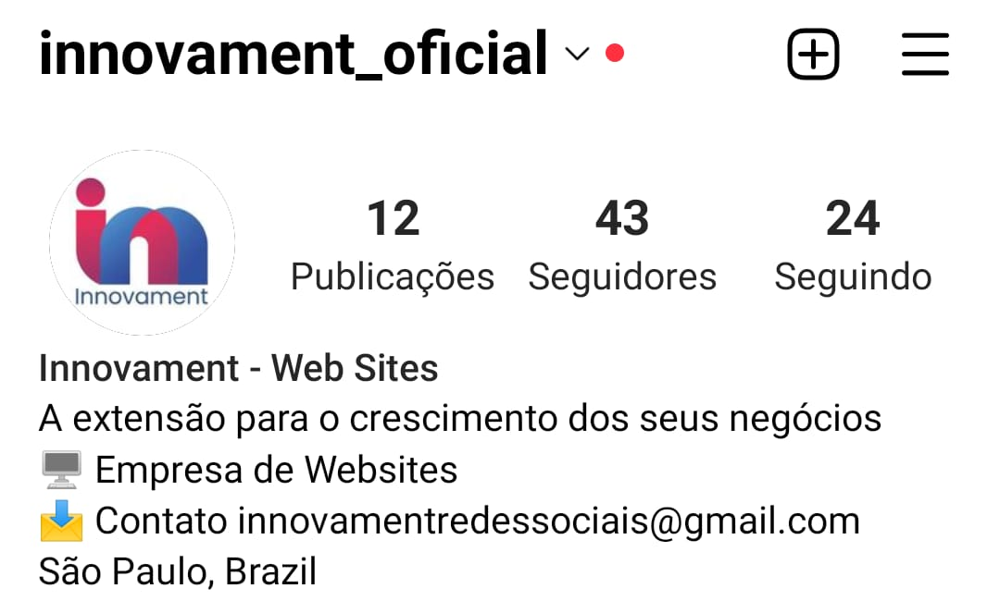 innovament_oficial
im
Innovament
12
43
24
Publicações
Seguidores
Seguindo
Innovament - Web Sites
A extensão para o crescimento dos seus negócios
Empresa de Websites
Contato innovamentredessociais@gmail.com
São Paulo, Brazil